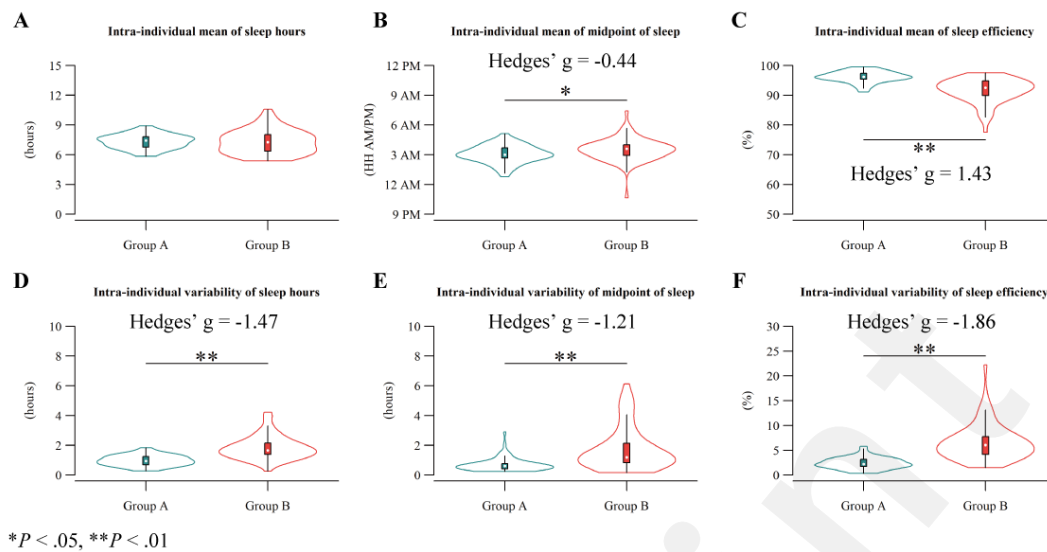 A
Intra-individual mean of sleep hours
15
12
9
6
3
0
(hours)
Group A
Group B
B
Intra-individual mean of midpoint of sleep
Hedges’ g = -0.44
*
12 PM
9 AM
6 AM
3 AM
12 AM
9 PM
(HH AM/PM)
Group A
Group B
C
Intra-individual mean of sleep efficiency
100
90
80
70
60
50
(%)
**
Hedges’ g = 1.43
Group A
Group B
D
Intra-individual variability of sleep hours
Hedges’ g = -1.47
**
10
8
6
4
2
0
(hours)
Group A
Group B
E
Intra-individual variability of midpoint of sleep
Hedges’ g = -1.21
**
10
8
6
4
2
0
(hours)
Group A
Group B
F
Intra-individual variability of sleep efficiency
Hedges’ g = -1.86
**
30
25
20
15
10
5
0
(%)
Group A
Group B
*P < .05, **P < .01